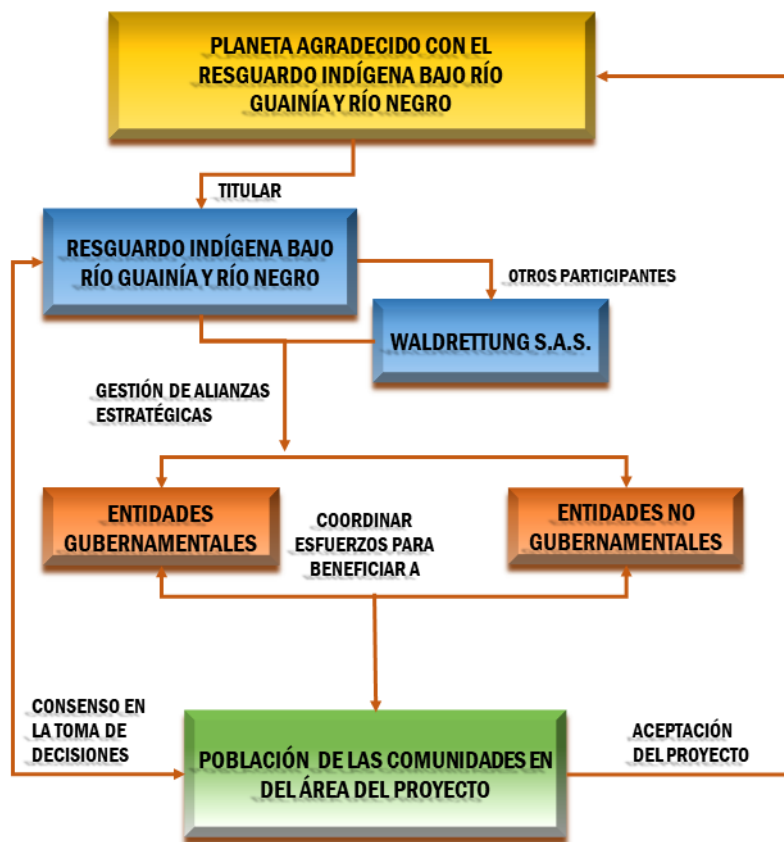 PLANETA AGRADECIDO CON EL
RESGUARDO INDÍGENA BAJO RÍO
GUAINÍA Y RÍO NEGRO
TITULAR
RESGUARDO INDÍGENA BAJO
RÍO GUAINÍA Y RÍO NEGRO
OTROS PARTICIPANTES
WALDRETTUNG S.A.S.
GESTIÓN DE ALIANZAS
ESTRATÉGICAS
ENTIDADES
GUBERNAMENTALES
COORDINAR
ESFUERZOS PARA
BENEFICIAR A
ENTIDADES NO
GUBERNAMENTALES
CONSENSO EN
LA TOMA DE
DECISIONES
POBLACIÓN DE LAS COMUNIDADES EN
DEL ÁREA DEL PROYECTO
ACEPTACIÓN
DEL PROYECTO